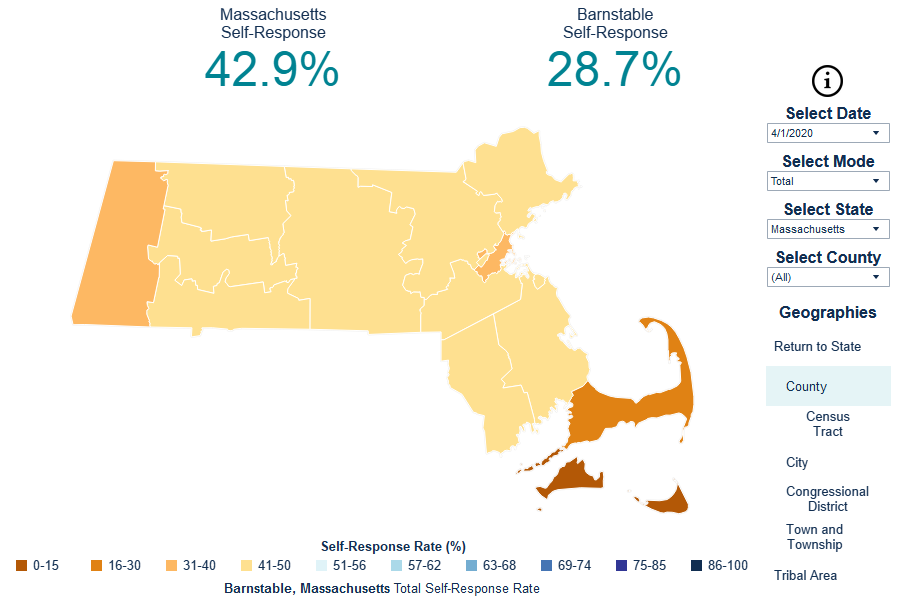 Massachusetts
Self-Response
42.9%
Barnstable
Self-Response
28.7%
i
Select Date
4/1/2020
Select Mode
Total
Select State
Massachusetts
Select County
(All)
Geographies
Return to State
County
Census
Tract
City
Congressional
District
Town and
Township
Tribal Area
Self-Response Rate (%)
0-15 16-30 31-40 41-50 51-56 57-62 63-68 69-74 75-85 86-100
Barnstable, Massachusetts Total Self-Response Rate